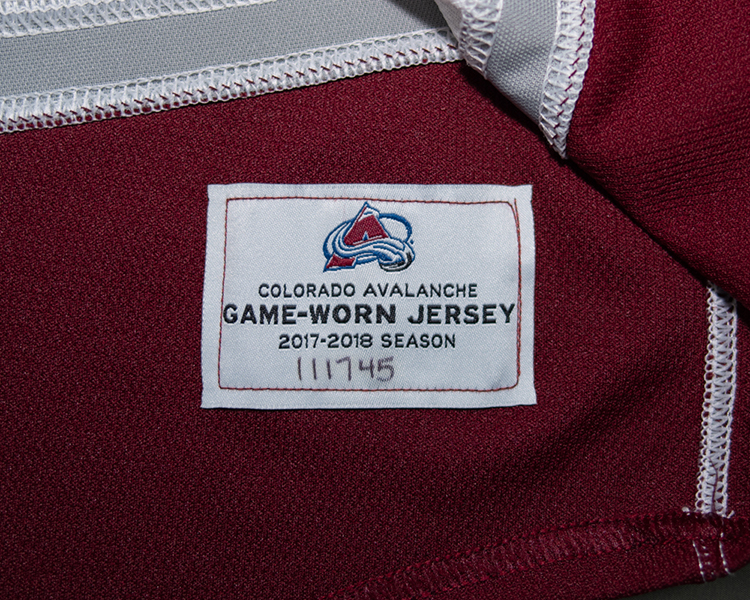 COLORADO AVALANCHE
GAME-WORN JERSEY
2017-2018 SEASON
111745